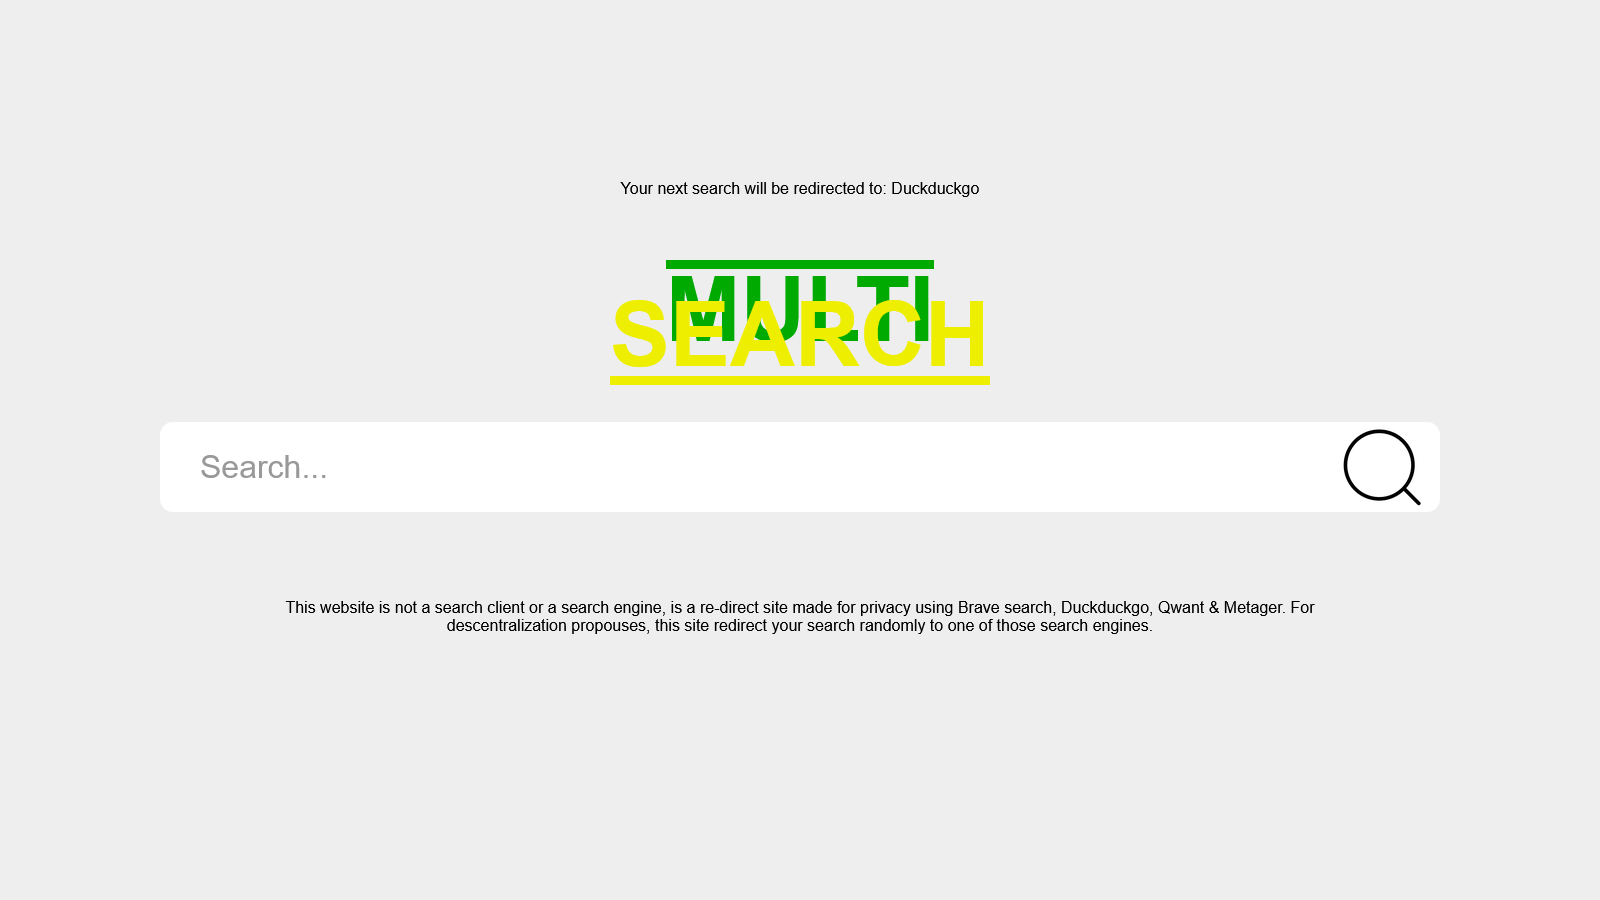 Your next search will be redirected to: Duckduckgo
MULTI
SEARCH
Search...
This website is not a search client or a search engine, is a re-direct site made for privacy using Brave search, Duckduckgo, Qwant & Metager. For
descentralization propouses, this site redirect your search randomly to one of those search engines.